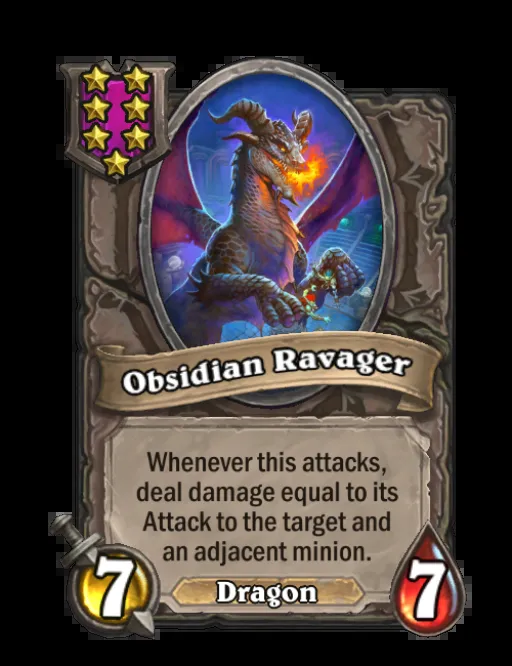 Obsidian Ravager
Whenever this attacks,
deal damage equal to its
Attack to the target and
an adjacent minion.
7
Dragon
7